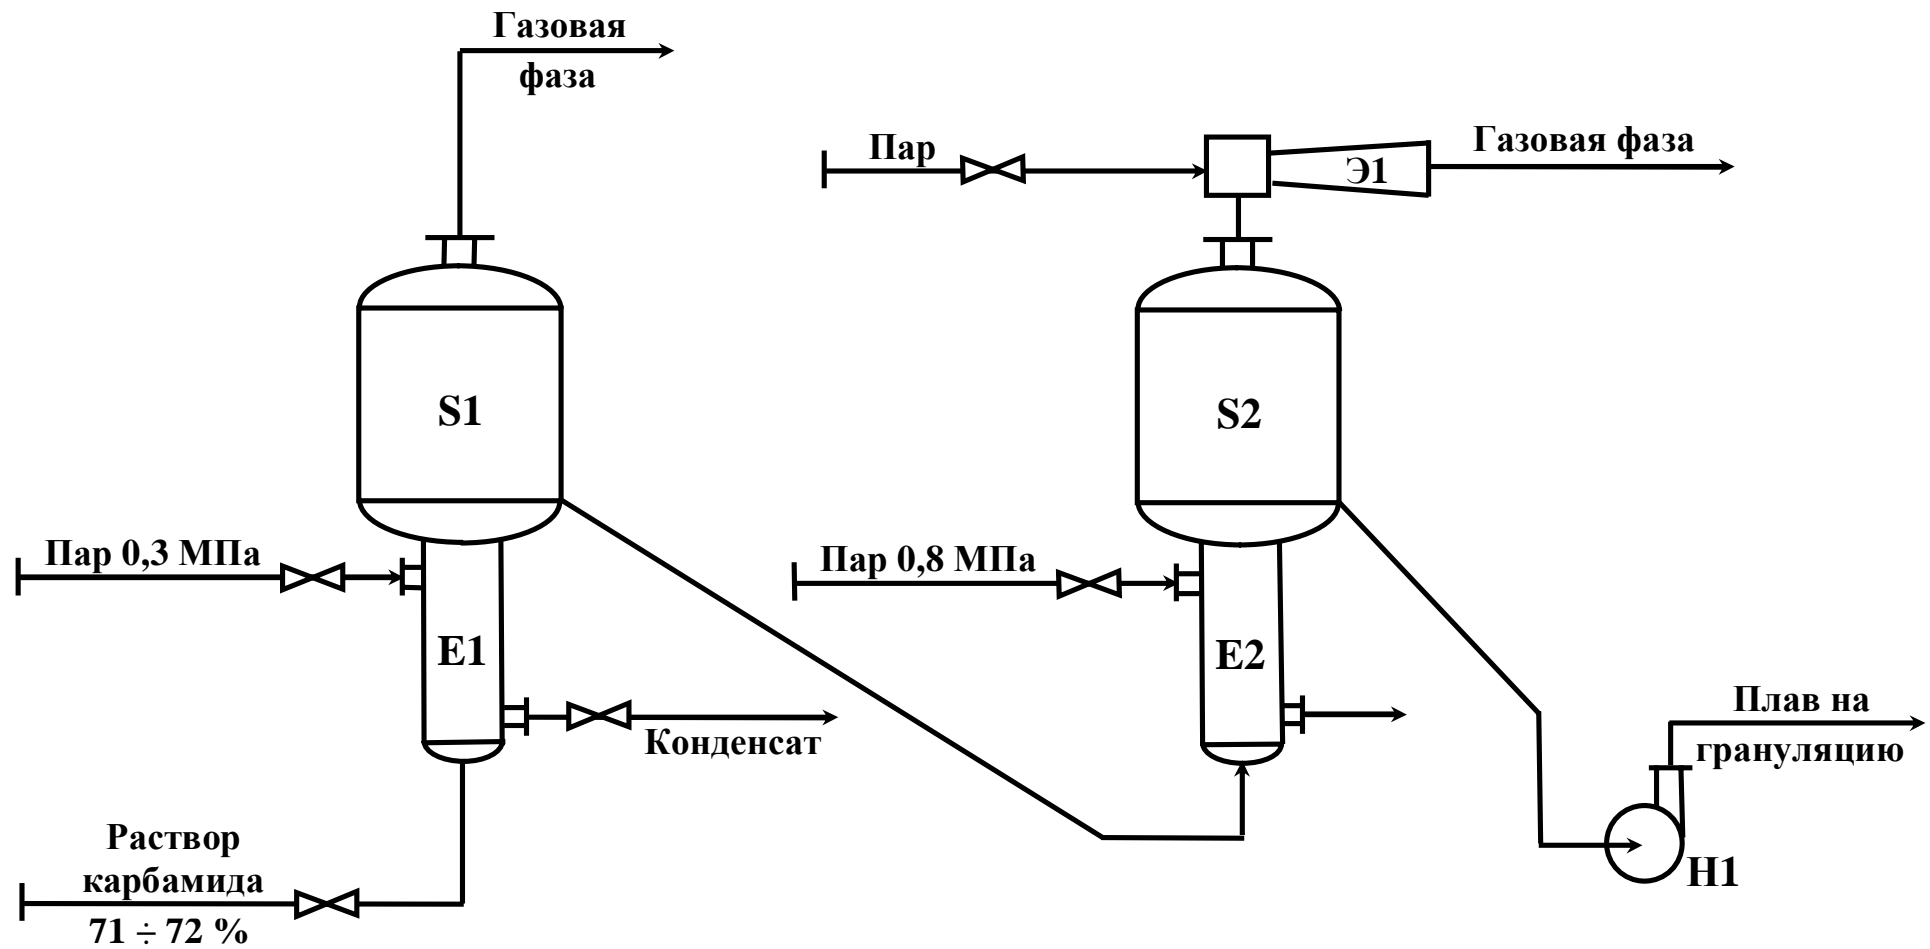 Газовая
фаза
Пар
Газовая фаза
Э1
S1
S2
Пар 0,3 МПа
Пар 0,8 МПа
E1
E2
Конденсат
Плав на
грануляцию
Раствор
карбамида
71 ÷ 72 %
Н1